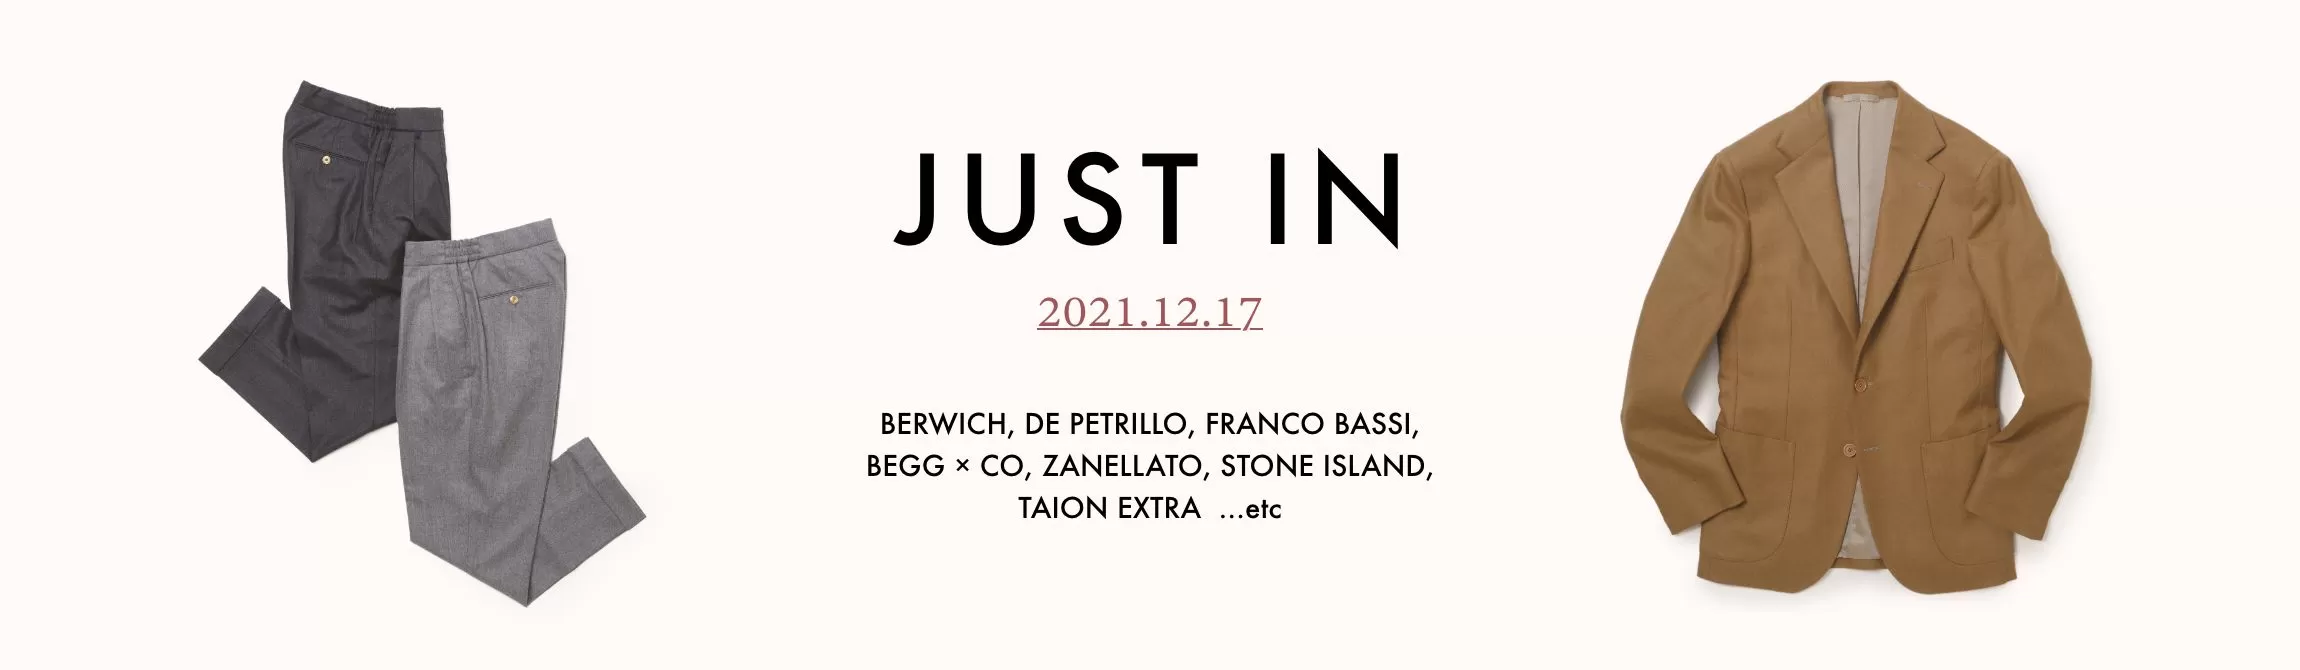 JUST IN
2021.12.17
BERWICH, DE PETRILLO, FRANCO BASSI,
BEGG × CO, ZANELLATO, STONE ISLAND,
TAION EXTRA ...etc